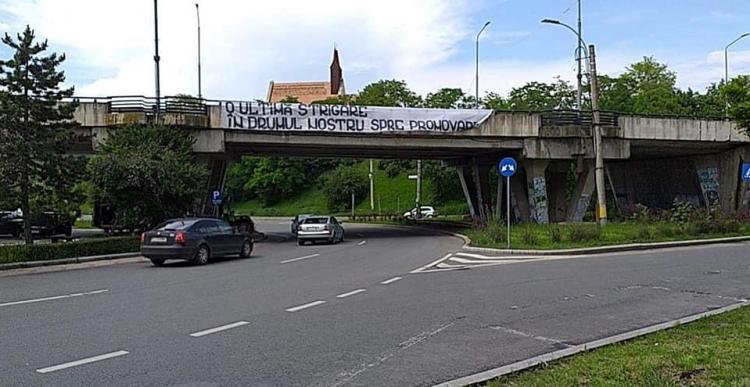 O ULTIMĂ STRIGARE
ÎN DRUMUL NOSTRU SPRE PROMOVARE
P